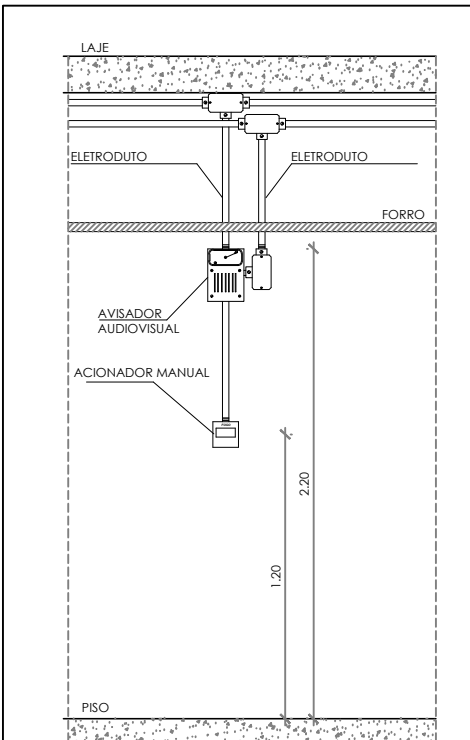 LAJE
ELETRODUTO
ELETRODUTO
FORRO
AVISADOR
AUDIOVISUAL
ACIONADOR MANUAL
2.20
1.20
PISO